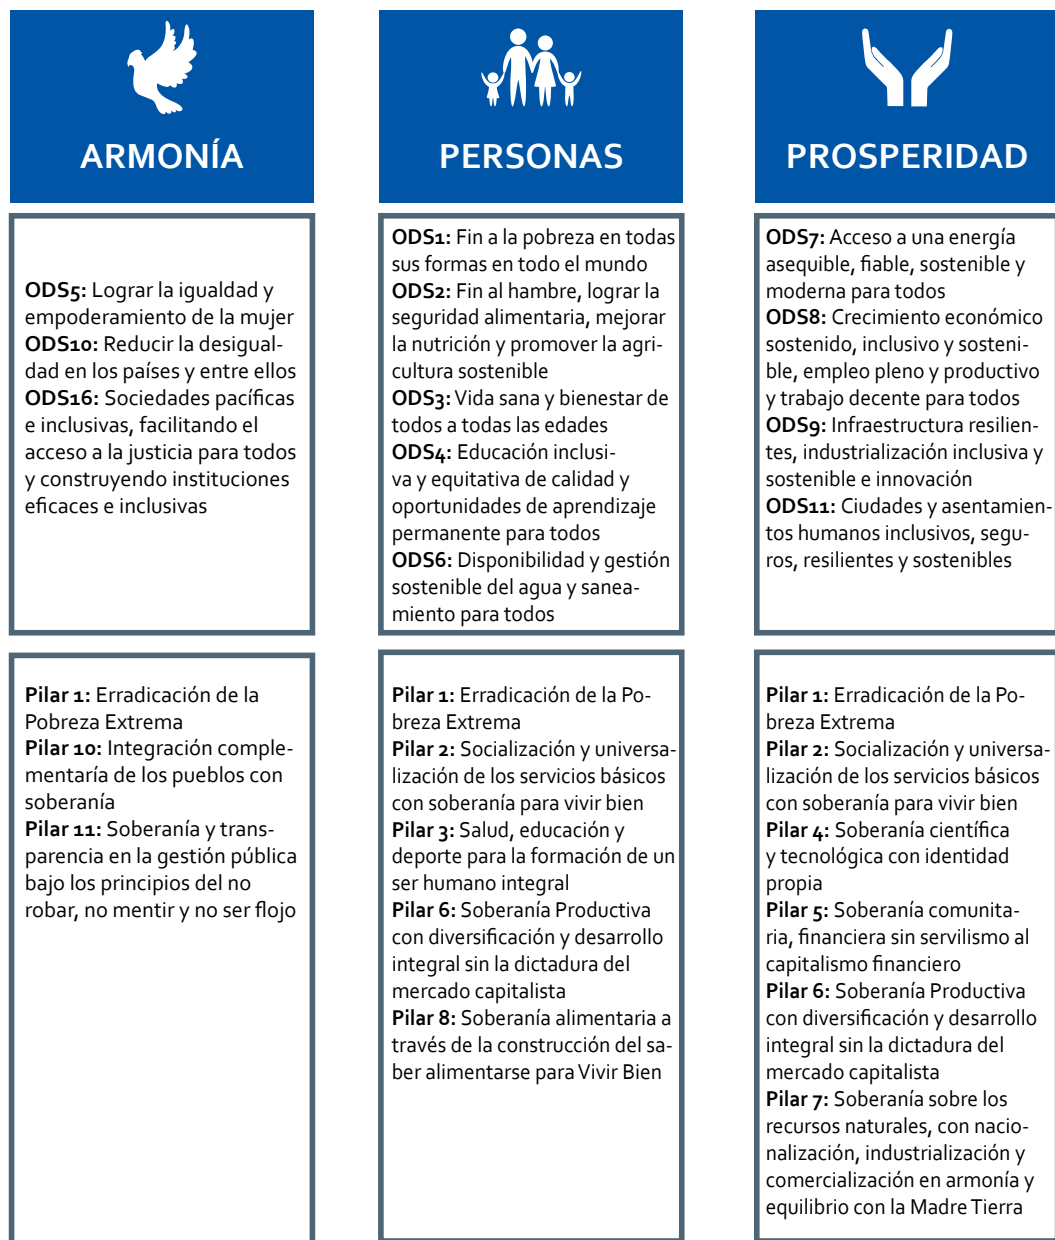 ARMONÍA
ODS5: Lograr la igualdad y
empoderamiento de la mujer
ODS10: Reducir la desigual-
dad en los países y entre ellos
ODS16: Sociedades pacíficas
e inclusivas, facilitando el
acceso a la justicia para todos
y construyendo instituciones
eficaces e inclusivas
Pilar 1: Erradicación de la
Pobreza Extrema
Pilar 10: Integración comple-
mentaría de los pueblos con
soberanía
Pilar 11: Soberanía y trans-
parencia en la gestión pública
bajo los principios del no
robar, no mentir y no ser flojo
PERSONAS
ODS1: Fin a la pobreza en todas
sus formas en todo el mundo
ODS2: Fin al hambre, lograr la
seguridad alimentaria, mejorar
la nutrición y promover la agri-
cultura sostenible
ODS3: Vida sana y bienestar de
todos a todas las edades
ODS4: Educación inclusi-
va y equitativa de calidad y
oportunidades de aprendizaje
permanente para todos
ODS6: Disponibilidad y gestión
sostenible del agua y sanea-
miento para todos
Pilar 1: Erradicación de la Po-
breza Extrema
Pilar 2: Socialización y universa-
lización de los servicios básicos
con soberanía para vivir bien
Pilar 3: Salud, educación y
deporte para la formación de un
ser humano integral
Pilar 6: Soberanía Productiva
con diversificación y desarrollo
integral sin la dictadura del
mercado capitalista
Pilar 8: Soberanía alimentaria a
través de la construcción del sa-
ber alimentarse para Vivir Bien
PROSPERIDAD
ODS7: Acceso a una energía
asequible, fiable, sostenible y
moderna para todos
ODS8: Crecimiento económico
sostenido, inclusivo y sosteni-
ble, empleo pleno y productivo
y trabajo decente para todos
ODS9: Infraestructura resilien-
tes, industrialización inclusiva y
sostenible e innovación
ODS11: Ciudades y asentamien-
tos humanos inclusivos, segu-
ros, resilientes y sostenibles
Pilar 1: Erradicación de la Po-
breza Extrema
Pilar 2: Socialización y universa-
lización de los servicios básicos
con soberanía para vivir bien
Pilar 4: Soberanía científica
y tecnológica con identidad
propia
Pilar 5: Soberanía comunita-
ria, financiera sin servilismo al
capitalismo financiero
Pilar 6: Soberanía Productiva
con diversificación y desarrollo
integral sin la dictadura del
mercado capitalista
Pilar 7: Soberanía sobre los
recursos naturales, con nacio-
nalización, industrialización y
comercialización en armonía y
equilibrio con la Madre Tierra